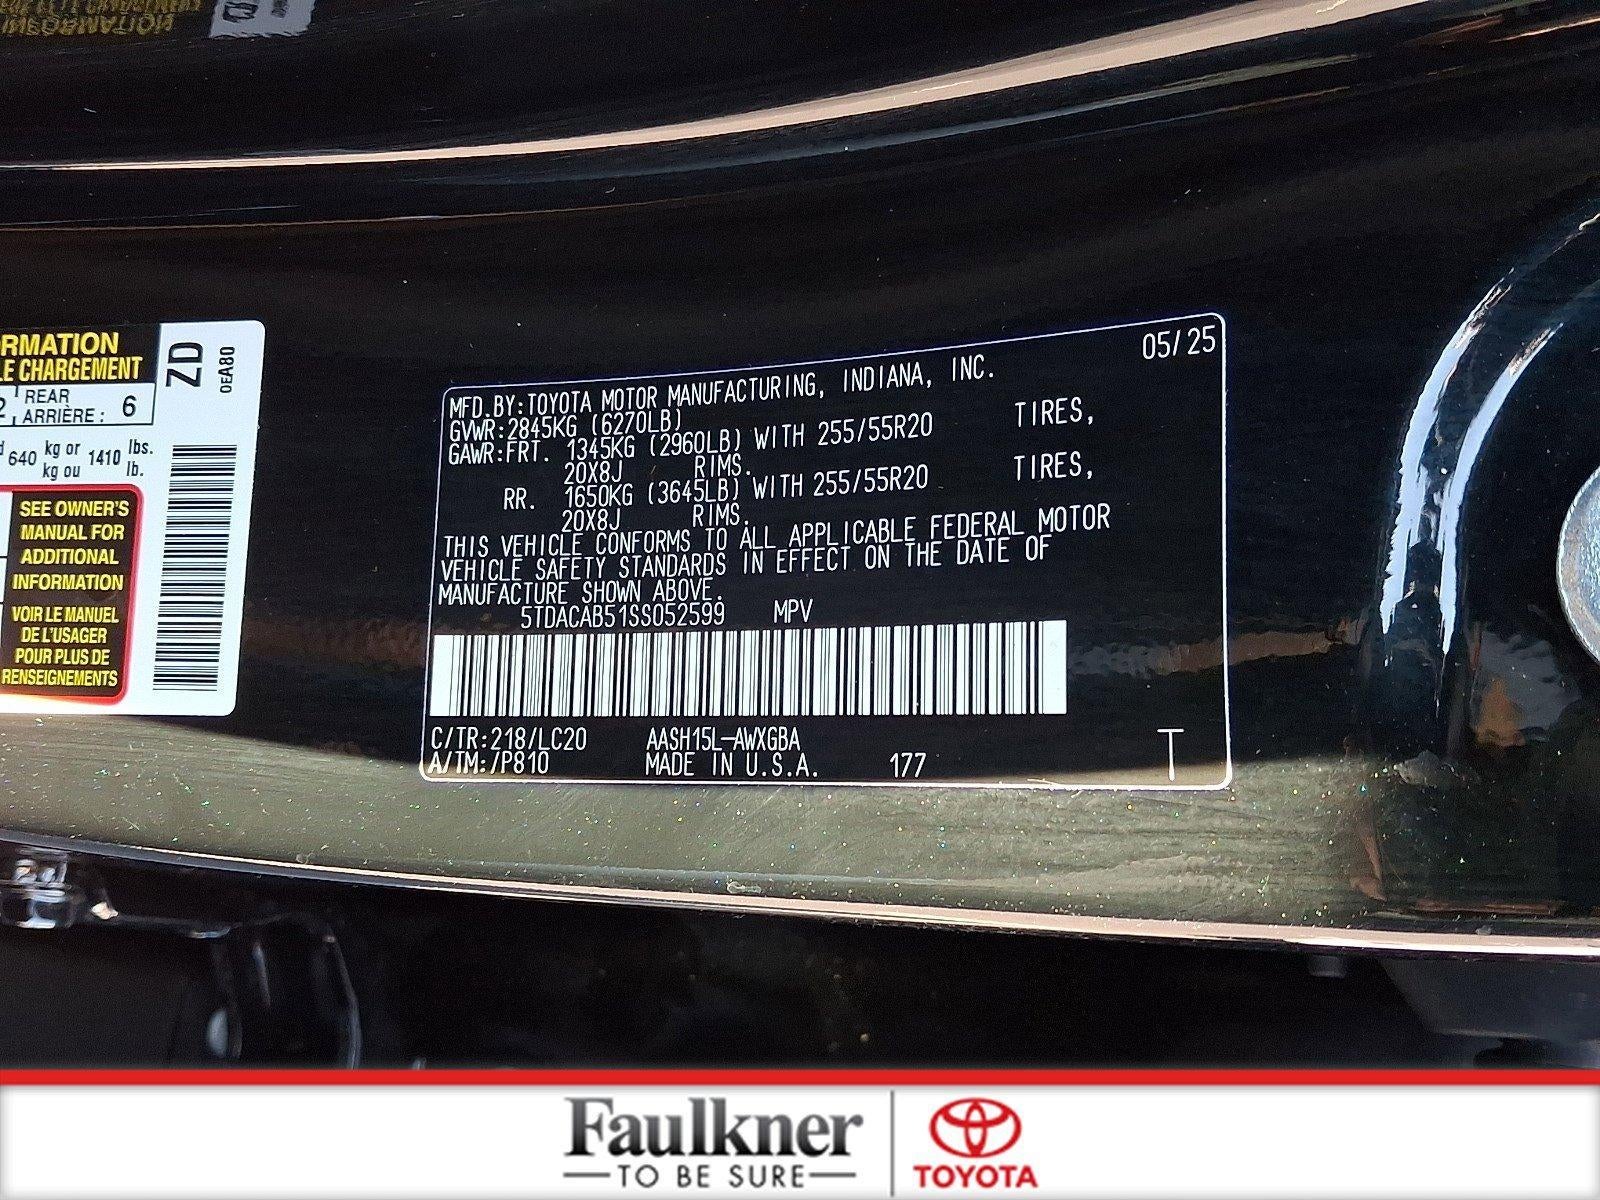 RMATION
LE CHARGEMENT
2 REAR
ARRIÈRE : 6
640 kg or 1410 lbs.
kg ou lb.
SEE OWNER'S
MANUAL FOR
ADDITIONAL
INFORMATION
VOIR LE MANUEL
DE L'USAGER
POUR PLUS DE
RENSEIGNEMENTS
ZD
0EA80
05/25
MFD.BY:TOYOTA MOTOR MANUFACTURING, INDIANA, INC.
GVWR:2845KG (6270LB)
GAWR:FRT. 1345KG (2960LB) WITH 255/55R20 TIRES,
20X8J RIMS.
RR. 1650KG (3645LB) WITH 255/55R20 TIRES,
20X8J RIMS.
THIS VEHICLE CONFORMS TO ALL APPLICABLE FEDERAL MOTOR
VEHICLE SAFETY STANDARDS IN EFFECT ON THE DATE OF
MANUFACTURE SHOWN ABOVE.
5TDACAB51SS052599 MPV
C/TR:218/LC20 AASH15L-AWXGBA
A/TM:/P810 MADE IN U.S.A. 177 T
Faulkner
TO BE SURE
TOYOTA